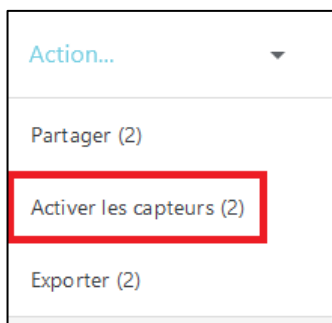 Action...
Partager (2)
Activer les capteurs (2)
Exporter (2)